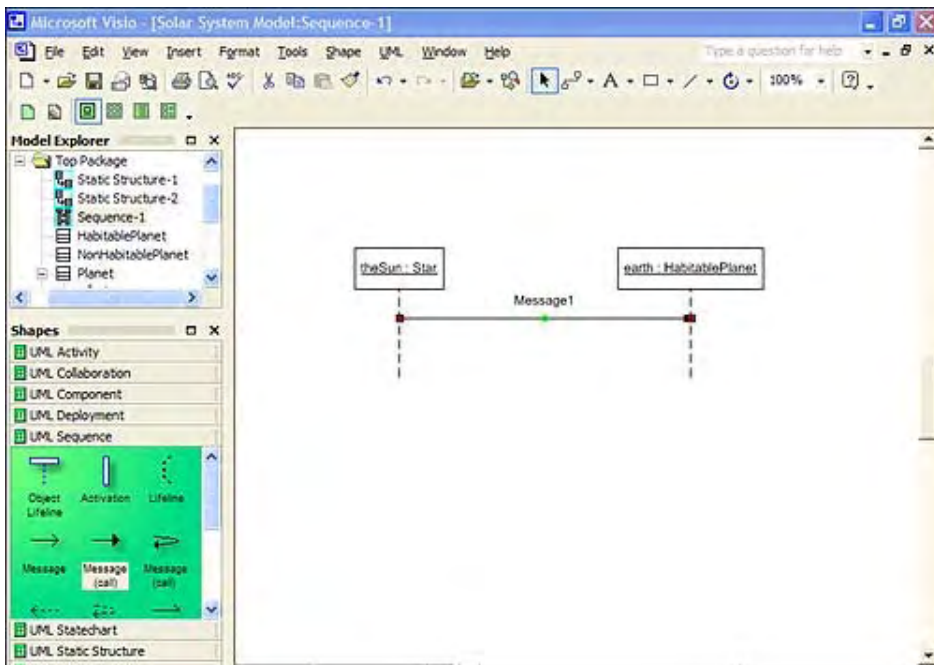 Microsoft Visio - [Solar System Model:Sequence-1]
File Edit View Insert Format Tools Shape UML Window Help Type a question for help
100%
Model Explorer
Top Package
Static Structure-1
Static Structure-2
Sequence-1
HabitablePlanet
NonHabitablePlanet
Planet
theSun : Star
earth : HabitablePlanet
Message1
Shapes
UML Activity
UML Collaboration
UML Component
UML Deployment
UML Sequence
Object Activation Lifeline
Lifeline
Message Message Message
(call) (call)
UML Statechart
UML Static Structure